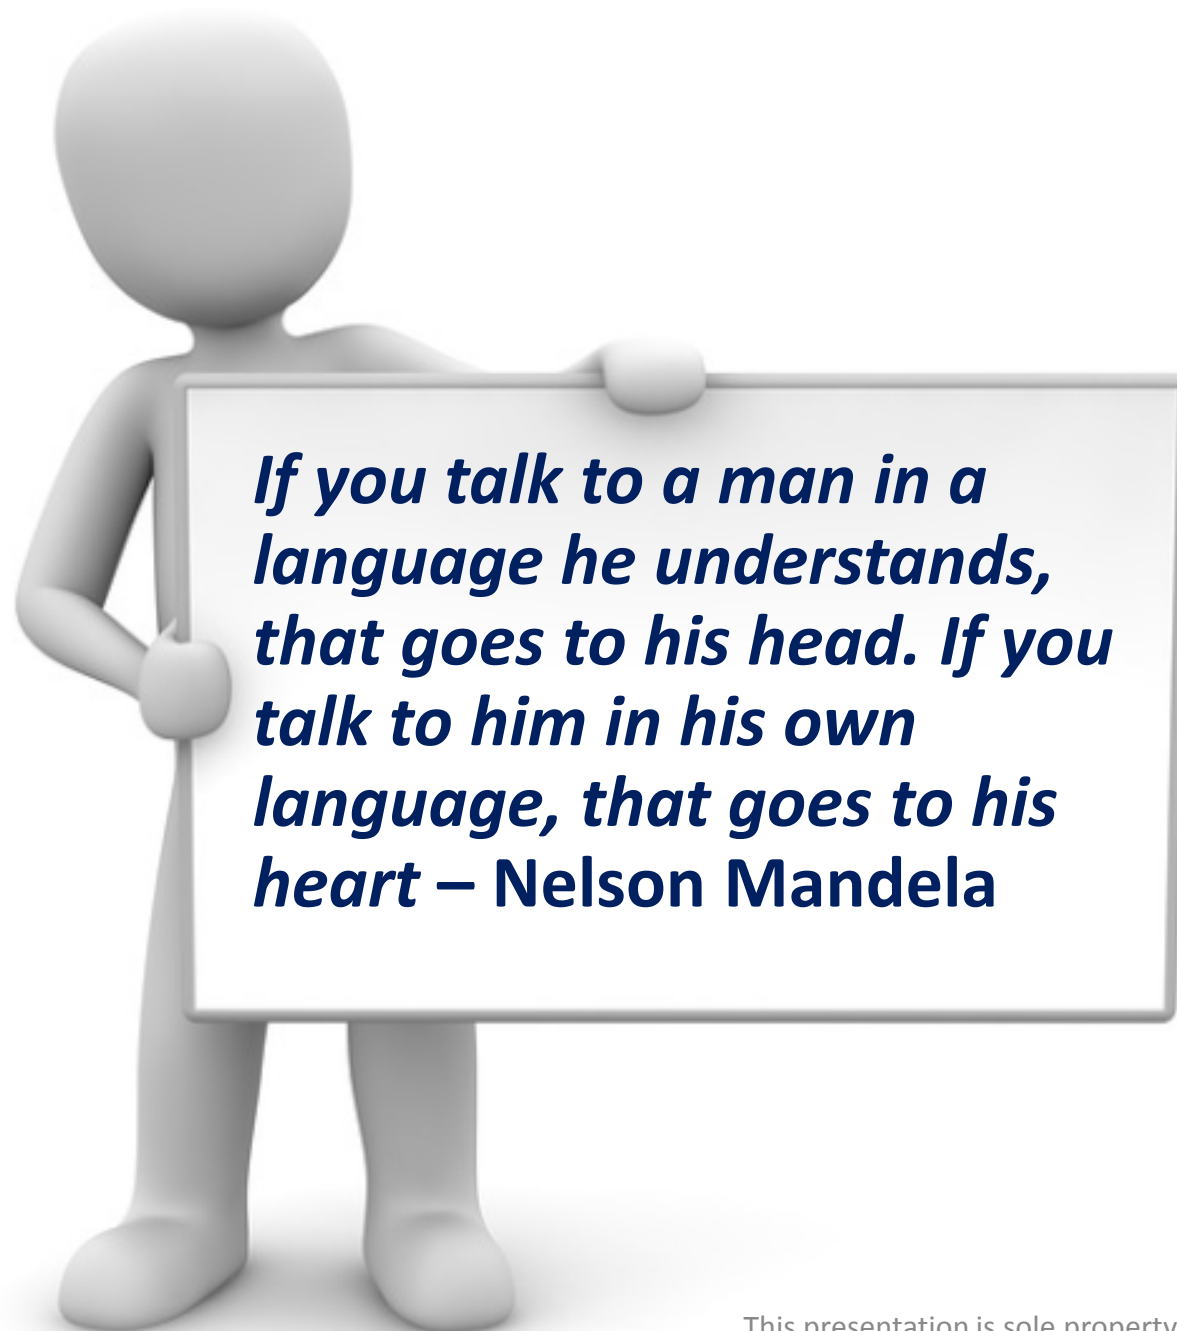 If you talk to a man in a
language he understands,
that goes to his head. If you
talk to him in his own
language, that goes to his
heart – Nelson Mandela
This presentation is sole property